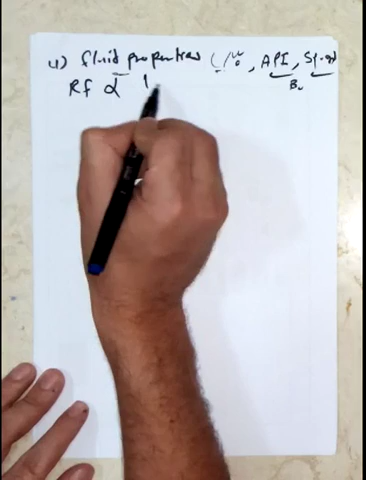 4) fluid properties (μo, API, Sp.gr
Bo
Rf α 1